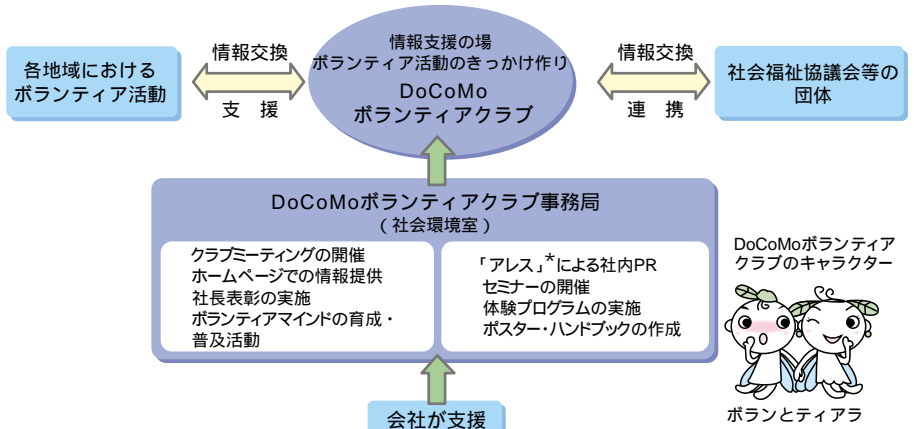 各地域における
ボランティア活動
情報交換
支 援
情報支援の場
ボランティア活動のきっかけ作り
DoCoMo
ボランティアクラブ
情報交換
連 携
社会福祉協議会等の
団体
DoCoMoボランティアクラブ事務局
（社会環境室）
クラブミーティングの開催
ホームページでの情報提供
社長表彰の実施
ボランティアマインドの育成・
普及活動
「アレス」*による社内PR
セミナーの開催
体験プログラムの実施
ポスター・ハンドブックの作成
会社が支援
DoCoMoボランティア
クラブのキャラクター
ボランとティアラ